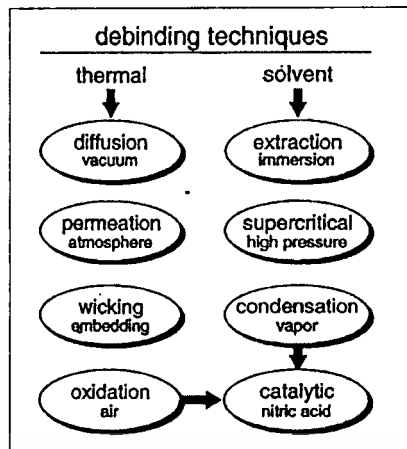 debinding techniques
thermal
solvent
diffusion
vacuum
extraction
immersion
permeation
atmosphere
supercritical
high pressure
wicking
embedding
condensation
vapor
oxidation
air
catalytic
nitric acid